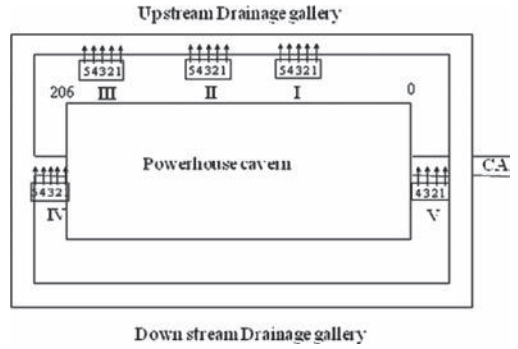 Upstream Drainage gallery
54321 54321 54321
206 III II I 0
Powerhouse cavern
CA
54321 4321
IV V
Down stream Drainage gallery